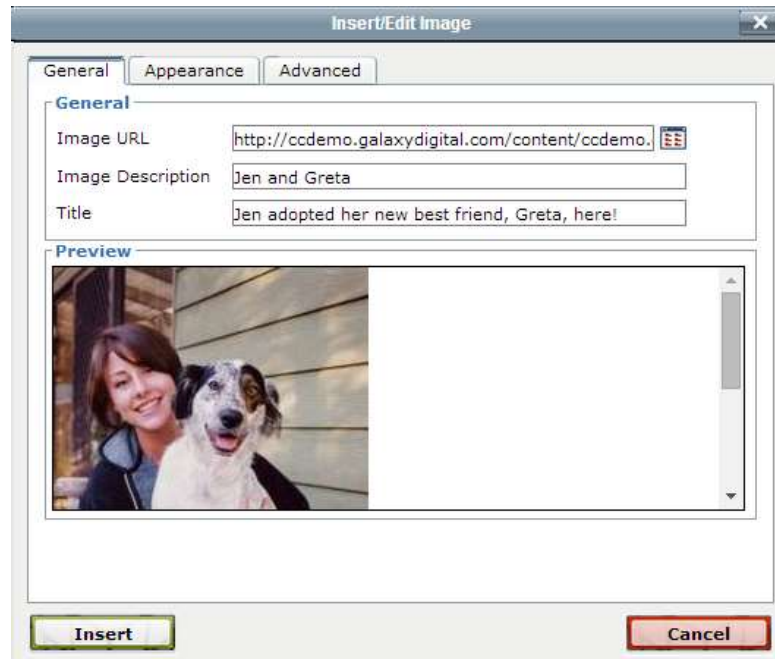 Insert/Edit Image
General Appearance Advanced
General
Image URL http://ccdemo.galaxydigital.com/content/ccdemo.
Image Description Jen and Greta
Title Jen adopted her new best friend, Greta, here!
Preview
Insert Cancel